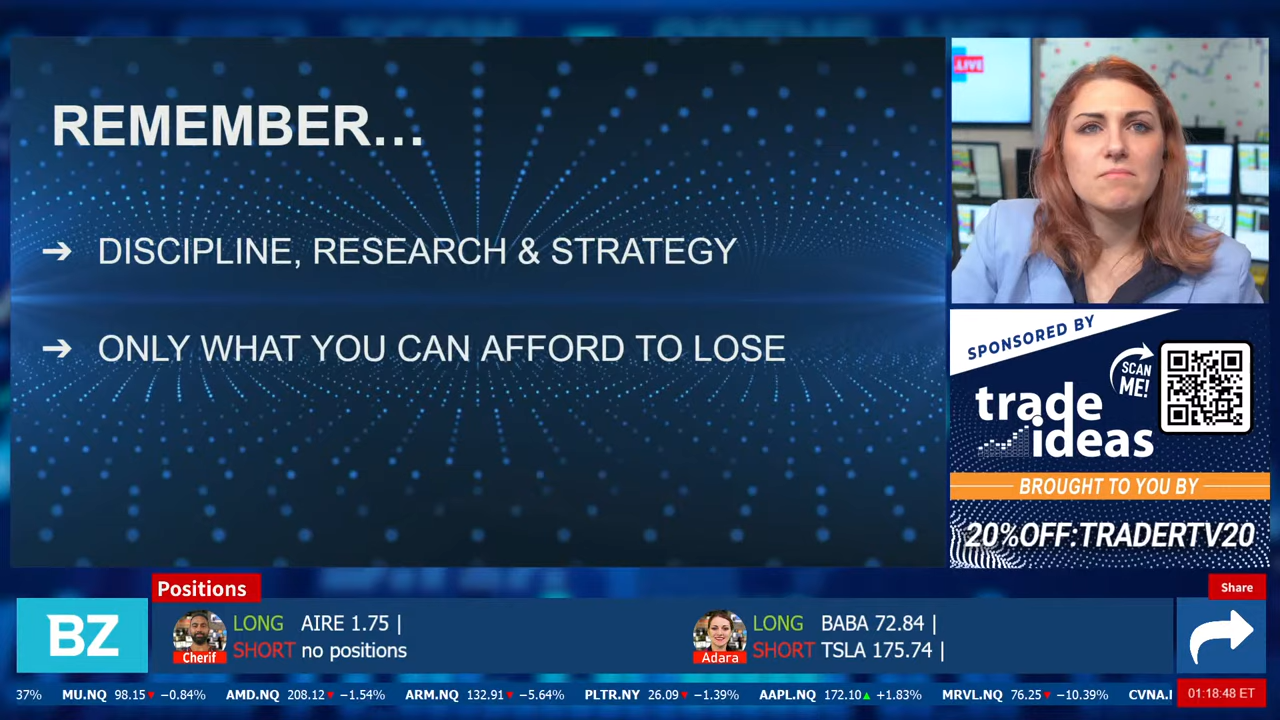 REMEMBER...
➔ DISCIPLINE, RESEARCH & STRATEGY
➔ ONLY WHAT YOU CAN AFFORD TO LOSE
.LIVE
SPONSORED BY
SCAN
ME!
trade
ideas
BROUGHT TO YOU BY
20%OFF:TRADERTV20
Positions
Share
BZ
LONG AIRE 1.75 |
SHORT no positions
Cherif
LONG BABA 72.84 |
SHORT TSLA 175.74 |
Adara
37% MU.NQ 98.15 ▼ −0.84% AMD.NQ 208.12 ▼ −1.54% ARM.NQ 132.91 ▼ −5.64% PLTR.NY 26.09 ▼ −1.39% AAPL.NQ 172.10 ▲ +1.83% MRVL.NQ 76.25 ▼ −10.39% CVNA.
01:18:48 ET